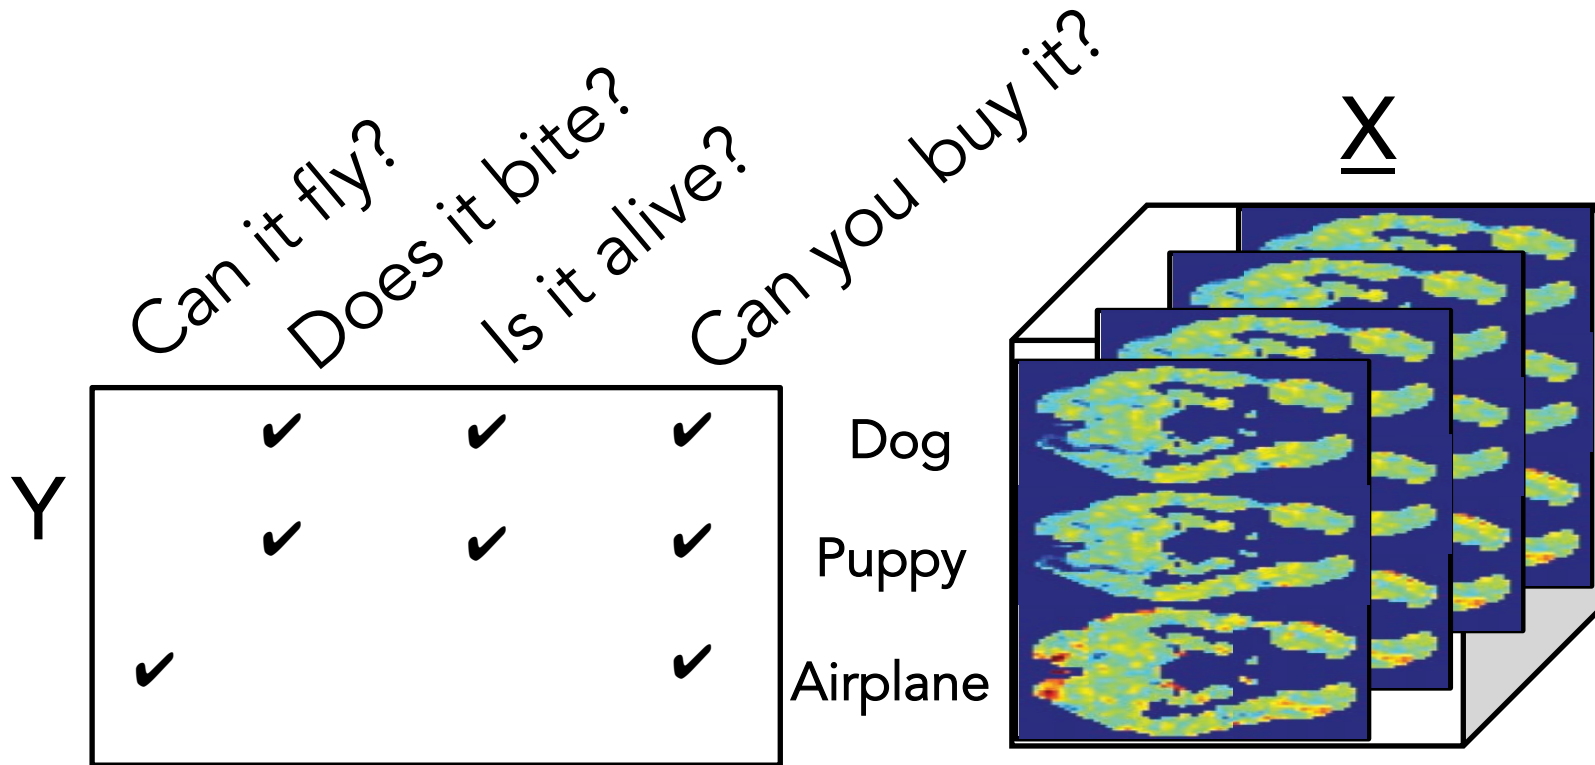 Can it fly?
Does it bite?
Is it alive?
Can you buy it?
X
Y
✔ ✔ ✔
Dog
✔ ✔ ✔
Puppy
✔ ✔
Airplane